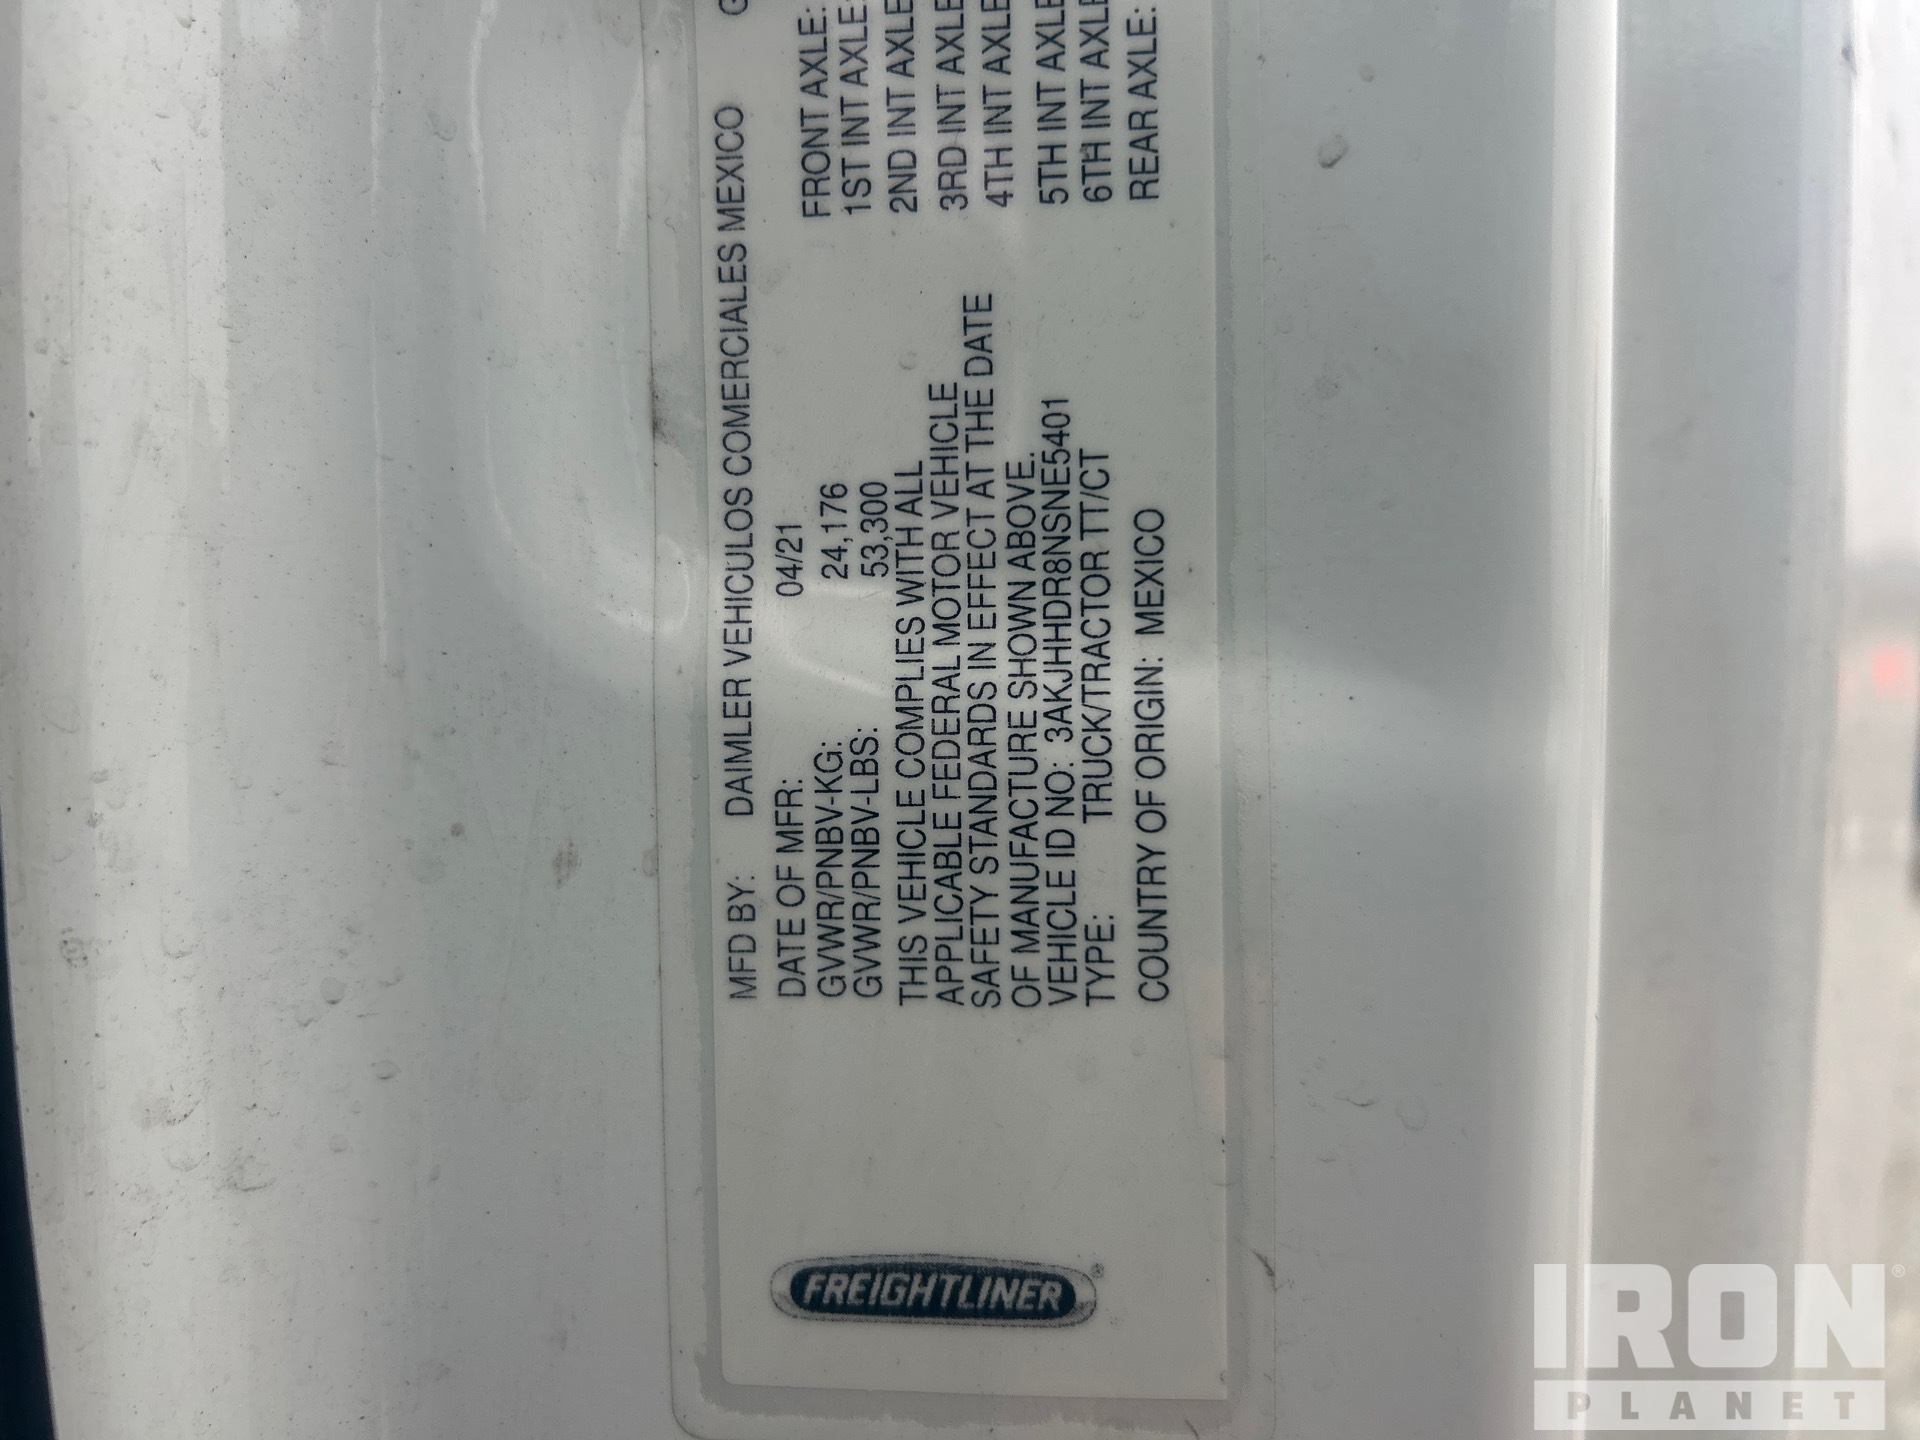 MFD BY: DAIMLER VEHICULOS COMERCIALES MEXICO G
DATE OF MFR: 04/21
GVWR/PNBV-KG: 24,176
GVWR/PNBV-LBS: 53,300
THIS VEHICLE COMPLIES WITH ALL
APPLICABLE FEDERAL MOTOR VEHICLE
SAFETY STANDARDS IN EFFECT AT THE DATE
OF MANUFACTURE SHOWN ABOVE.
VEHICLE ID NO: 3AKJHHDR8NSNE5401
TYPE: TRUCK/TRACTOR TT/CT
COUNTRY OF ORIGIN: MEXICO
FRONT AXLE:
1ST INT AXLE:
2ND INT AXLE
3RD INT AXLE
4TH INT AXLE
5TH INT AXLE
6TH INT AXLE
REAR AXLE:
FREIGHTLINER®
IRON®
PLANET